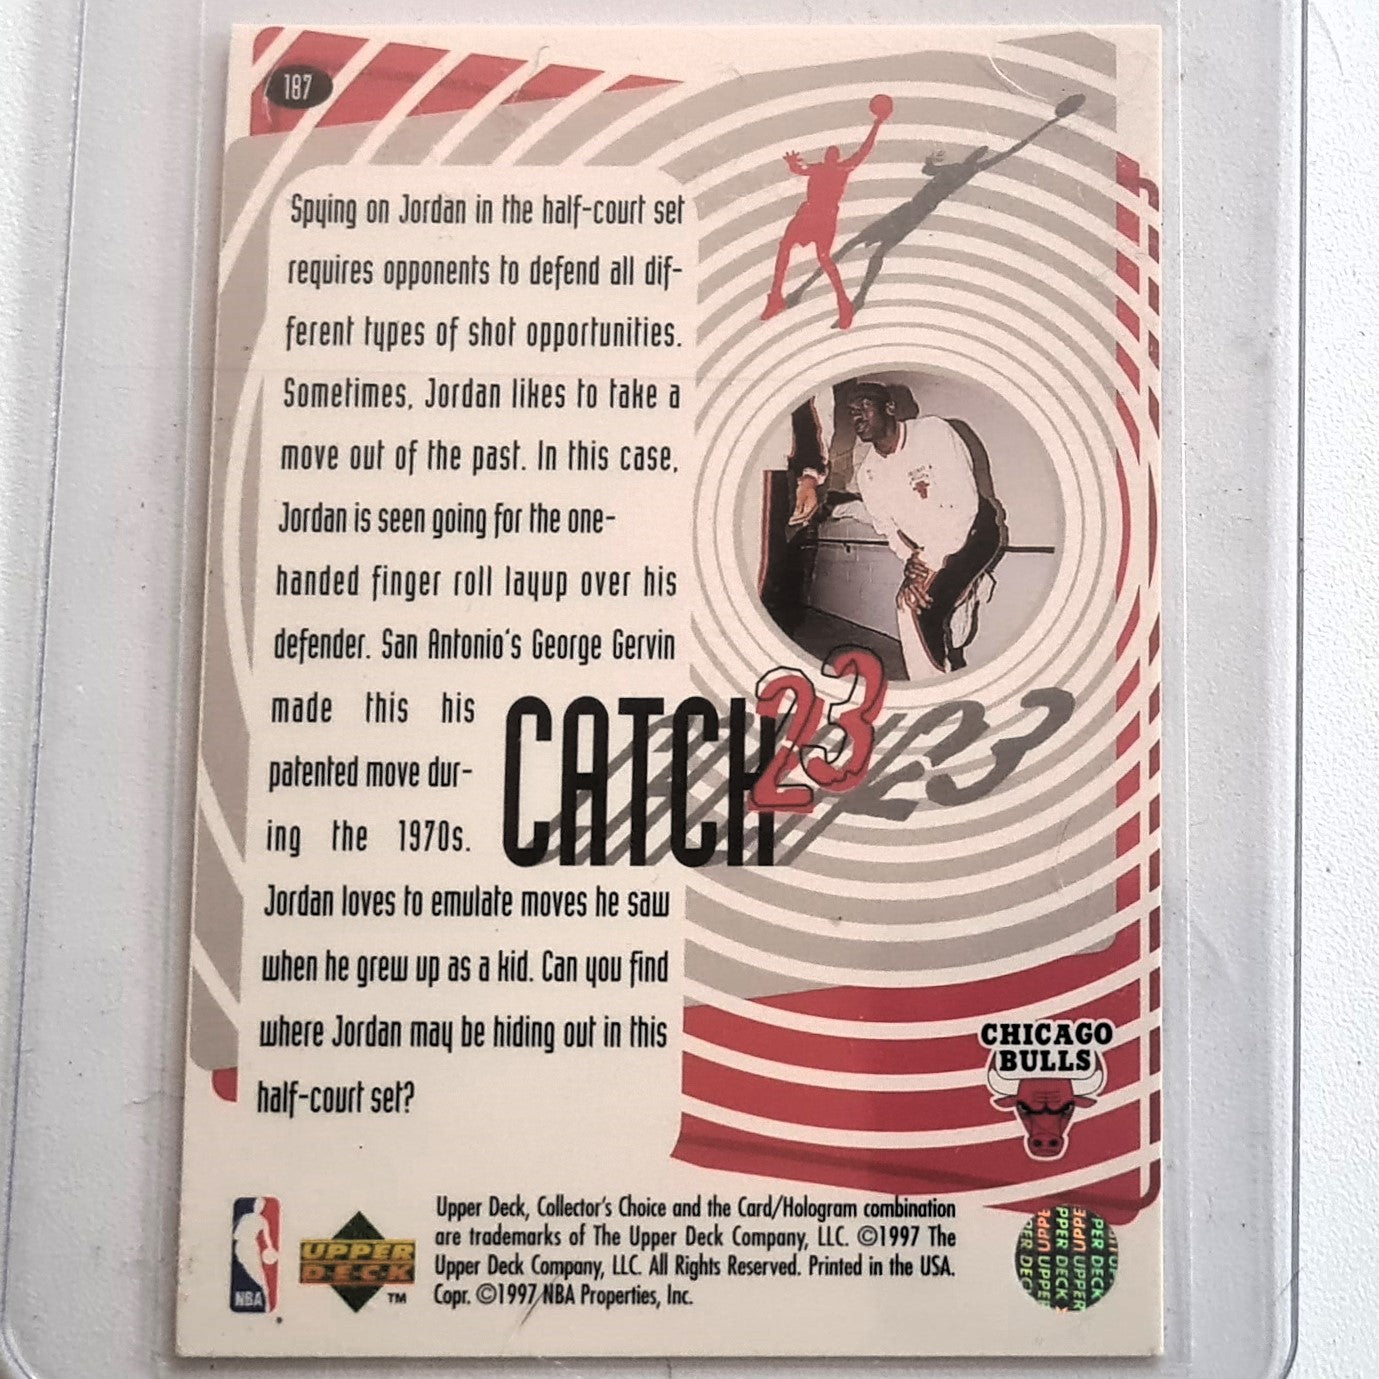 187
Spying on Jordan in the half-court set
requires opponents to defend all dif-
ferent types of shot opportunities.
Sometimes, Jordan likes to take a
move out of the past. In this case,
Jordan is seen going for the one-
handed finger roll layup over his
defender. San Antonio's George Gervin
made this his
patented move dur-
ing the 1970s.
Jordan loves to emulate moves he saw
when he grew up as a kid. Can you find
where Jordan may be hiding out in this
half-court set?
CATCH 23
CHICAGO
BULLS
NBA
UPPER
DECK
TM
Upper Deck, Collector's Choice and the Card/Hologram combination
are trademarks of The Upper Deck Company, LLC. ©1997 The
Upper Deck Company, LLC. All Rights Reserved. Printed in the USA.
Copr. ©1997 NBA Properties, Inc.
UPPER DECK